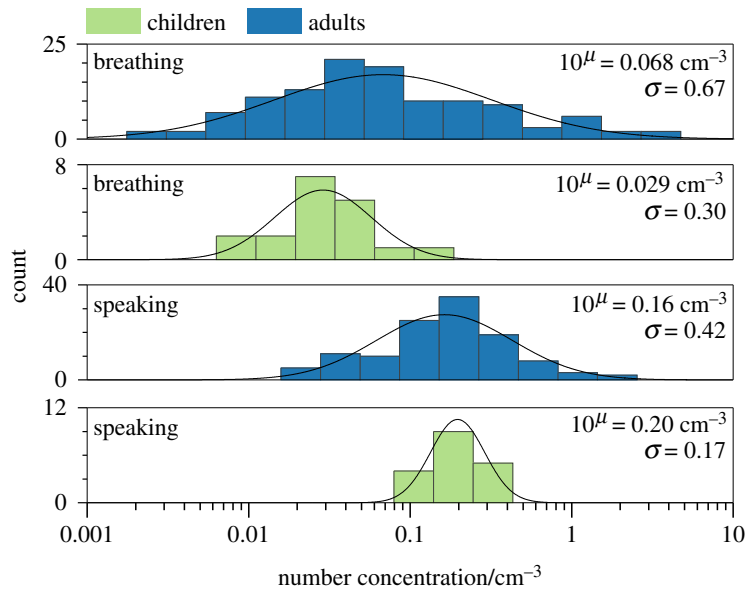 children adults
25
breathing
10^μ = 0.068 cm⁻³
σ = 0.67
0
8
breathing
10^μ = 0.029 cm⁻³
σ = 0.30
0
count
40
speaking
10^μ = 0.16 cm⁻³
σ = 0.42
0
12
speaking
10^μ = 0.20 cm⁻³
σ = 0.17
0
0.001 0.01 0.1 1 10
number concentration/cm⁻³